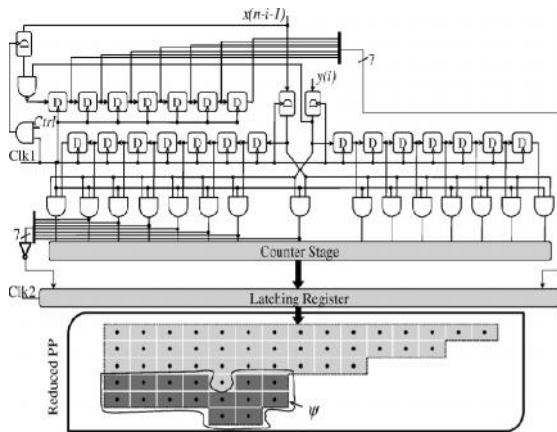 x(n-i-1)
D
7
y(i)
D D D D D D D
D D
Ctrl
Clk1
D D D D D D D D D D D D D D
7
Counter Stage
Clk2
Latching Register
Reduced PP
ψ